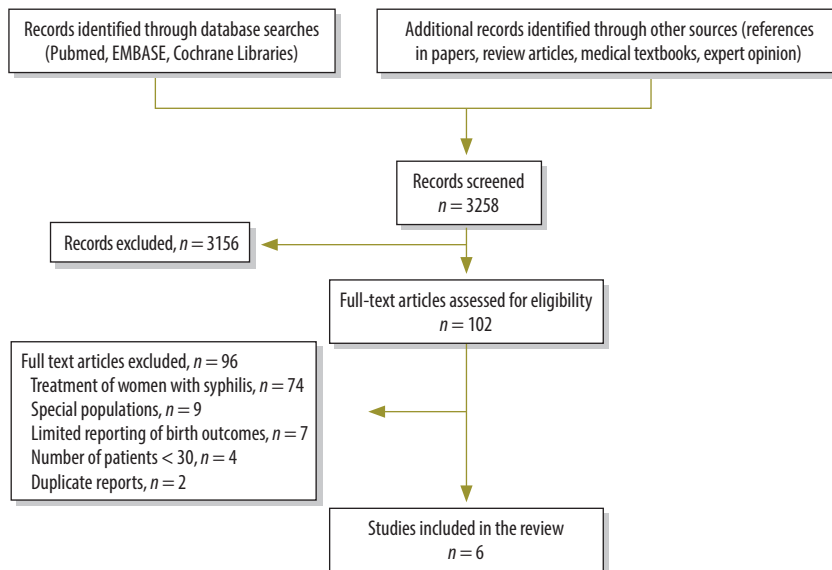 Records identified through database searches
(Pubmed, EMBASE, Cochrane Libraries)
Additional records identified through other sources (references
in papers, review articles, medical textbooks, expert opinion)
Records screened
n = 3258
Records excluded, n = 3156
Full-text articles assessed for eligibility
n = 102
Full text articles excluded, n = 96
Treatment of women with syphilis, n = 74
Special populations, n = 9
Limited reporting of birth outcomes, n = 7
Number of patients < 30, n = 4
Duplicate reports, n = 2
Studies included in the review
n = 6